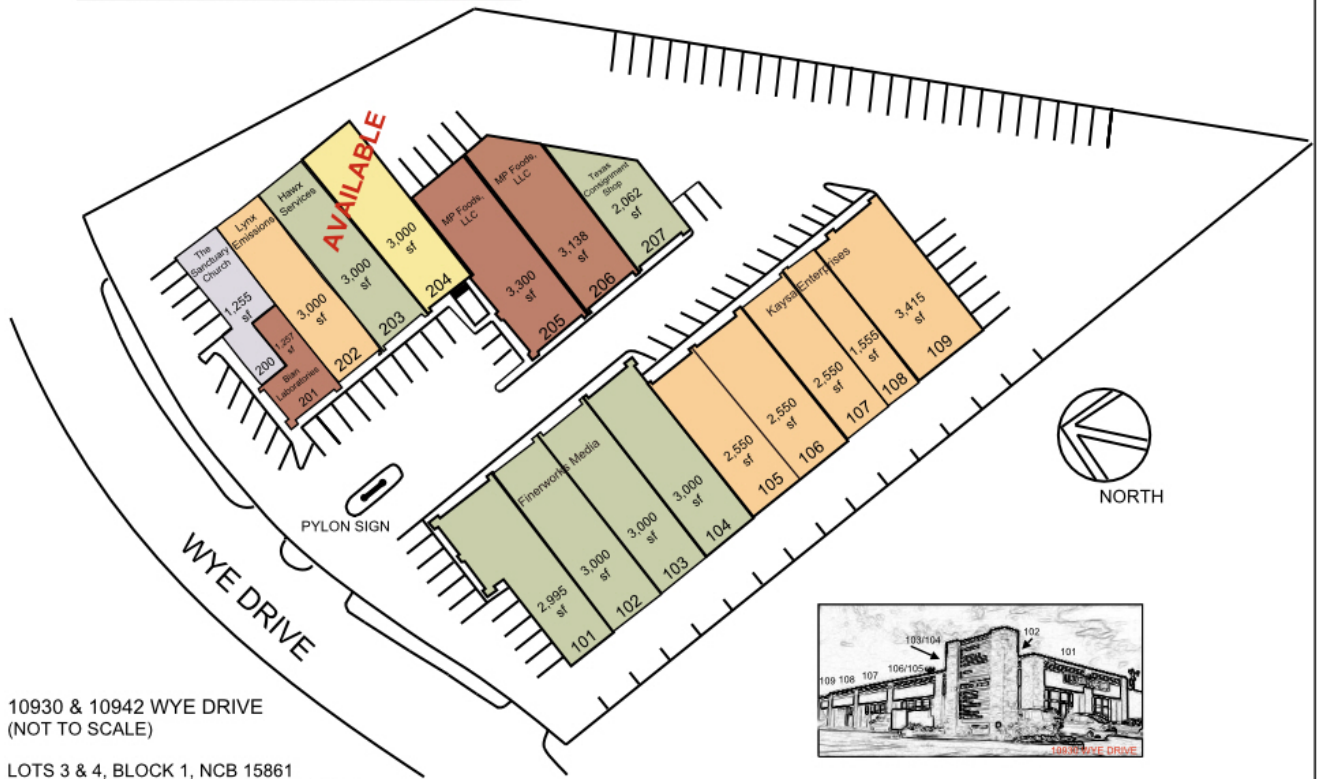 The
Sanctuary
Church
1,255
sf
200
1,257
sf
Bian
Laboratories
201
Lynx
Emissions
3,000
sf
202
Hawx
Services
3,000
sf
203
AVAILABLE
3,000
sf
204
MP Foods,
LLC
3,300
sf
205
MP Foods,
LLC
3,138
sf
206
Texas
Consignment
Shop
2,062
sf
207
Finerworks Media
2,995
sf
101
3,000
sf
102
3,000
sf
103
3,000
sf
104
Kaysa Enterprises
2,550
sf
105
2,550
sf
106
2,550
sf
107
1,555
sf
108
3,415
sf
109
PYLON SIGN
WYE DRIVE
NORTH
103/104
102
101
106/105
107
109 108
10930 WYE DRIVE
10930 & 10942 WYE DRIVE
(NOT TO SCALE)
LOTS 3 & 4, BLOCK 1, NCB 15861